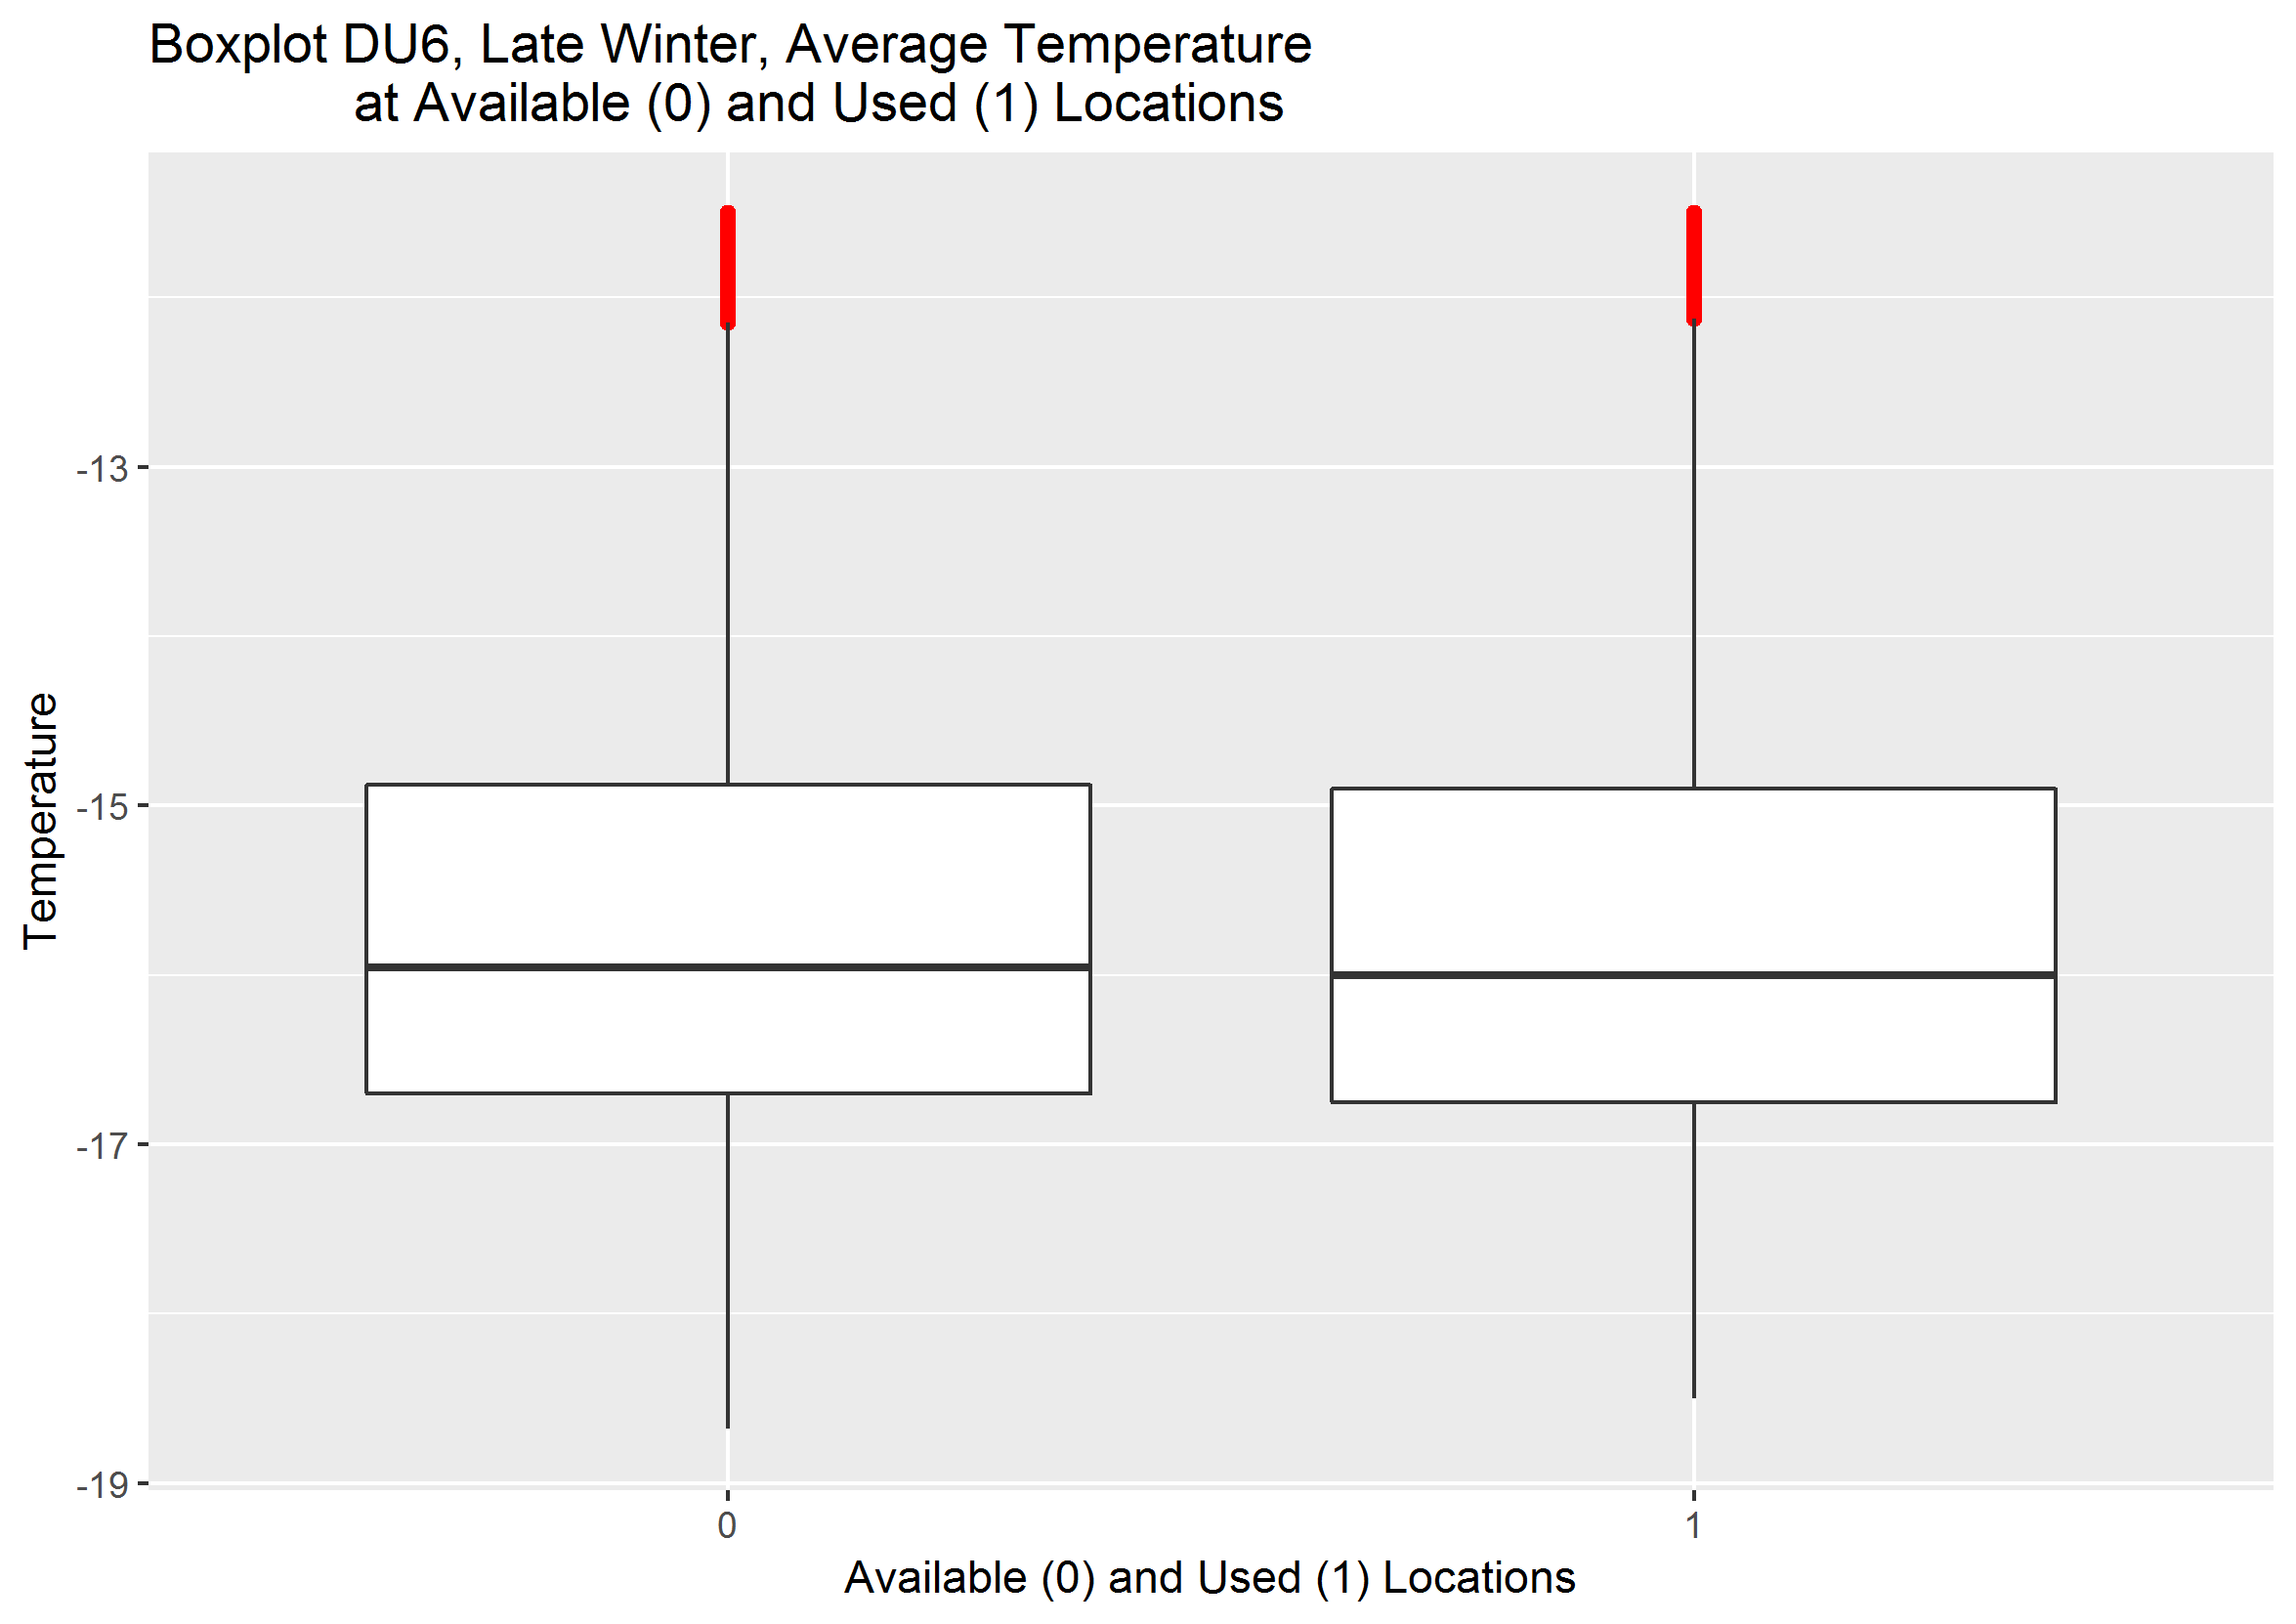 Boxplot DU6, Late Winter, Average Temperature
at Available (0) and Used (1) Locations
Temperature
-13
-15
-17
-19
0
1
Available (0) and Used (1) Locations